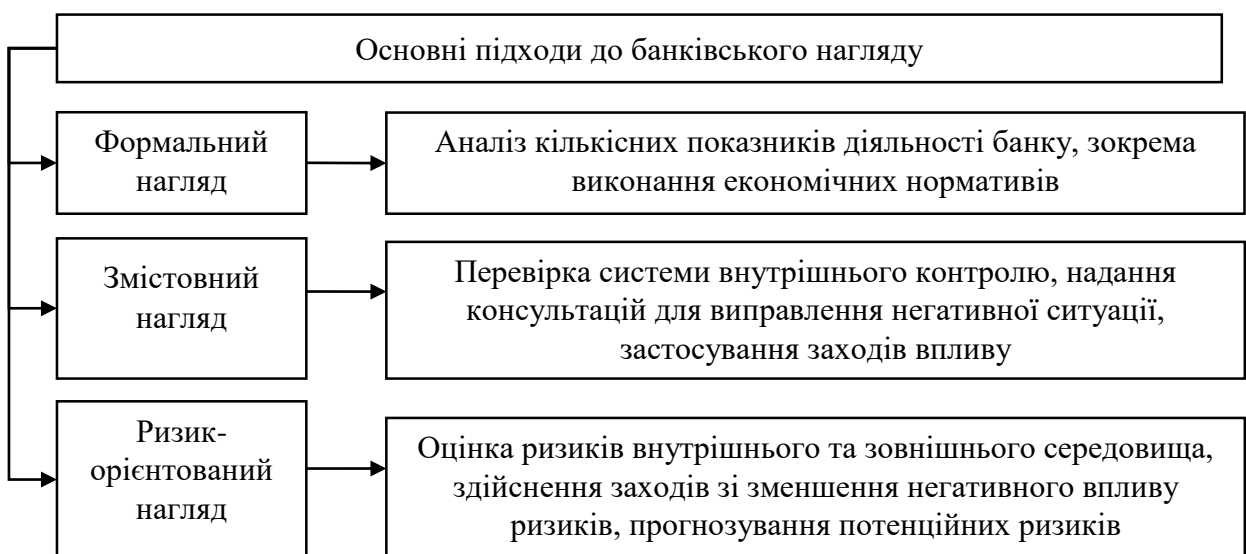 Основні підходи до банківського нагляду
Формальний
нагляд
Аналіз кількісних показників діяльності банку, зокрема
виконання економічних нормативів
Змістовний
нагляд
Перевірка системи внутрішнього контролю, надання
консультацій для виправлення негативної ситуації,
застосування заходів впливу
Ризик-
орієнтований
нагляд
Оцінка ризиків внутрішнього та зовнішнього середовища,
здійснення заходів зі зменшення негативного впливу
ризиків, прогнозування потенційних ризиків